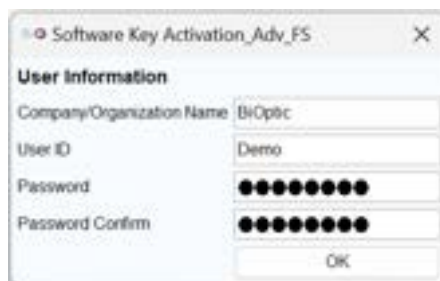 Software Key Activation_Adv_FS
User Information
Company/Organization Name BiOptic
User ID Demo
Password ●●●●●●●●
Password Confirm ●●●●●●●●
OK